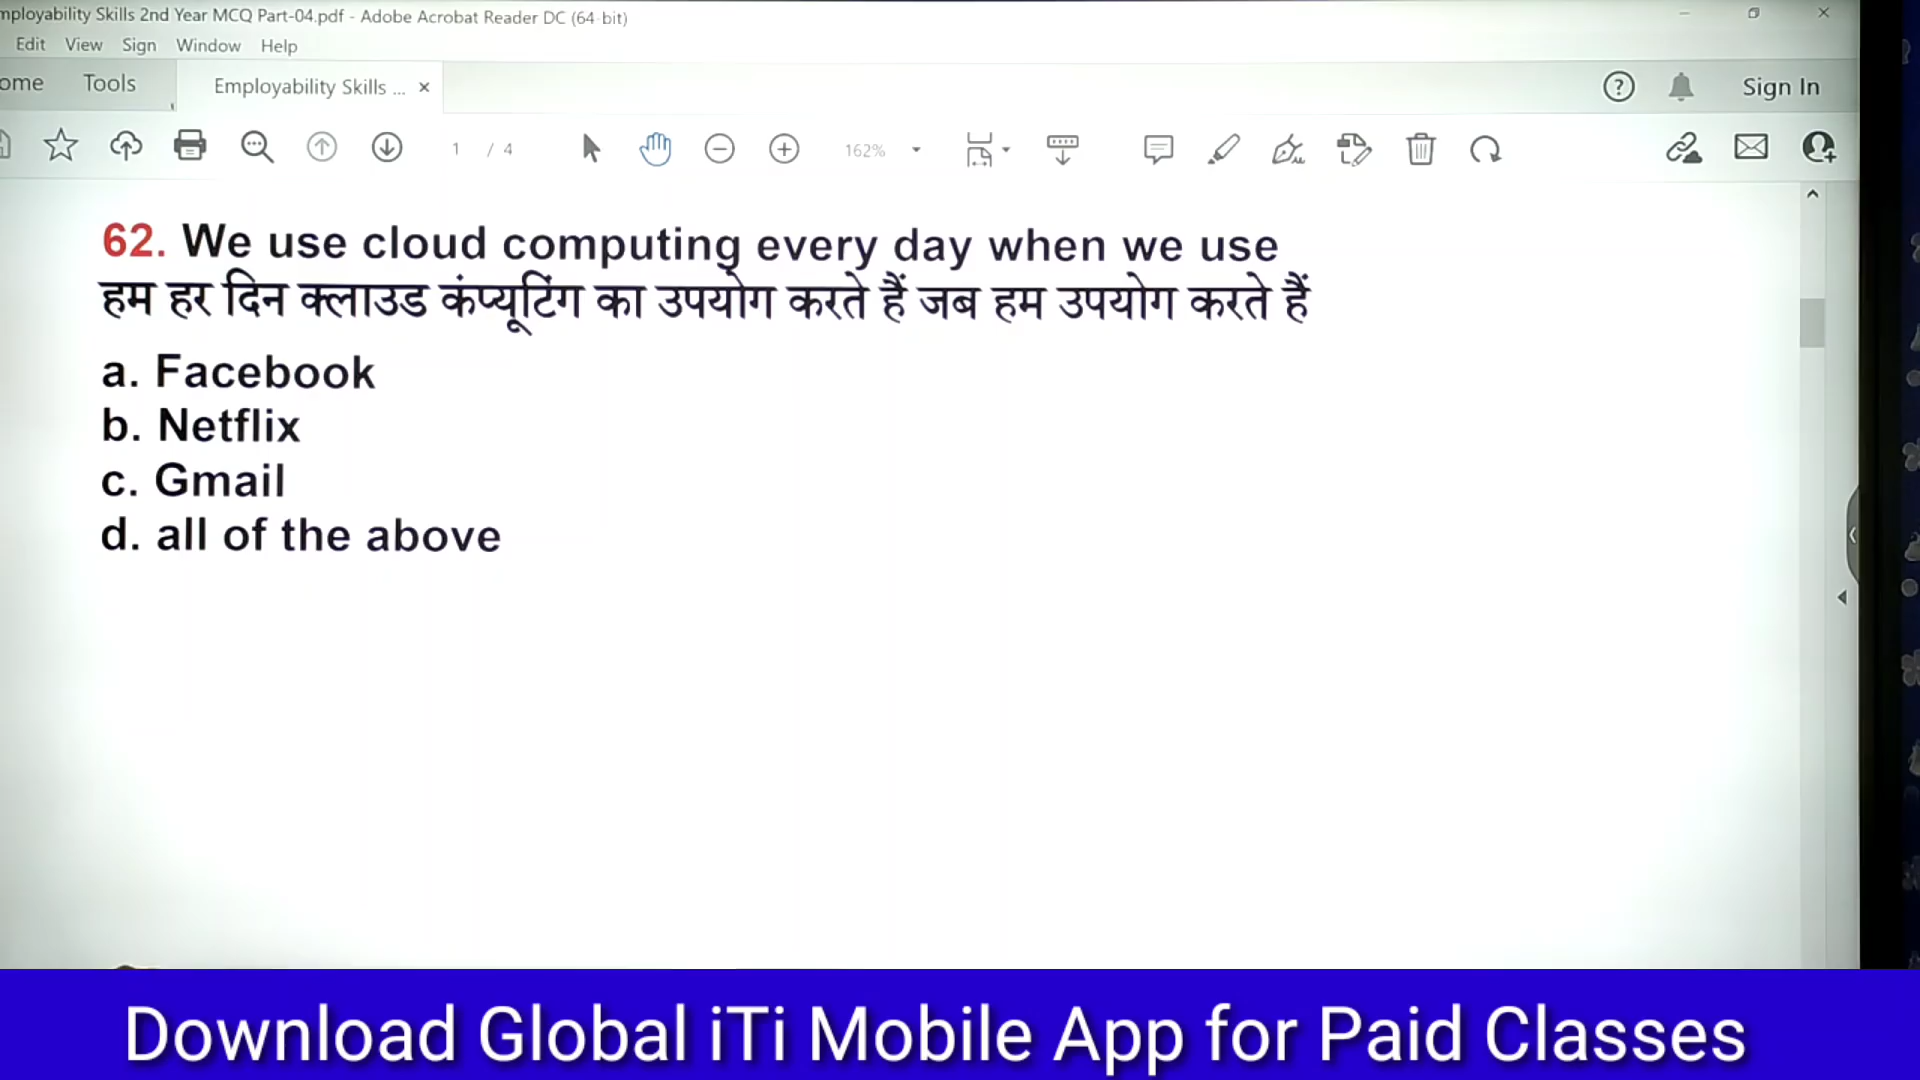 mployability Skills 2nd Year MCQ Part-04.pdf - Adobe Acrobat Reader DC (64-bit)
Edit View Sign Window Help
ome Tools Employability Skills ... Sign In
1 / 4 162%
62. We use cloud computing every day when we use
हम हर दिन क्लाउड कंप्यूटिंग का उपयोग करते हैं जब हम उपयोग करते हैं
a. Facebook
b. Netflix
c. Gmail
d. all of the above
Download Global iTi Mobile App for Paid Classes